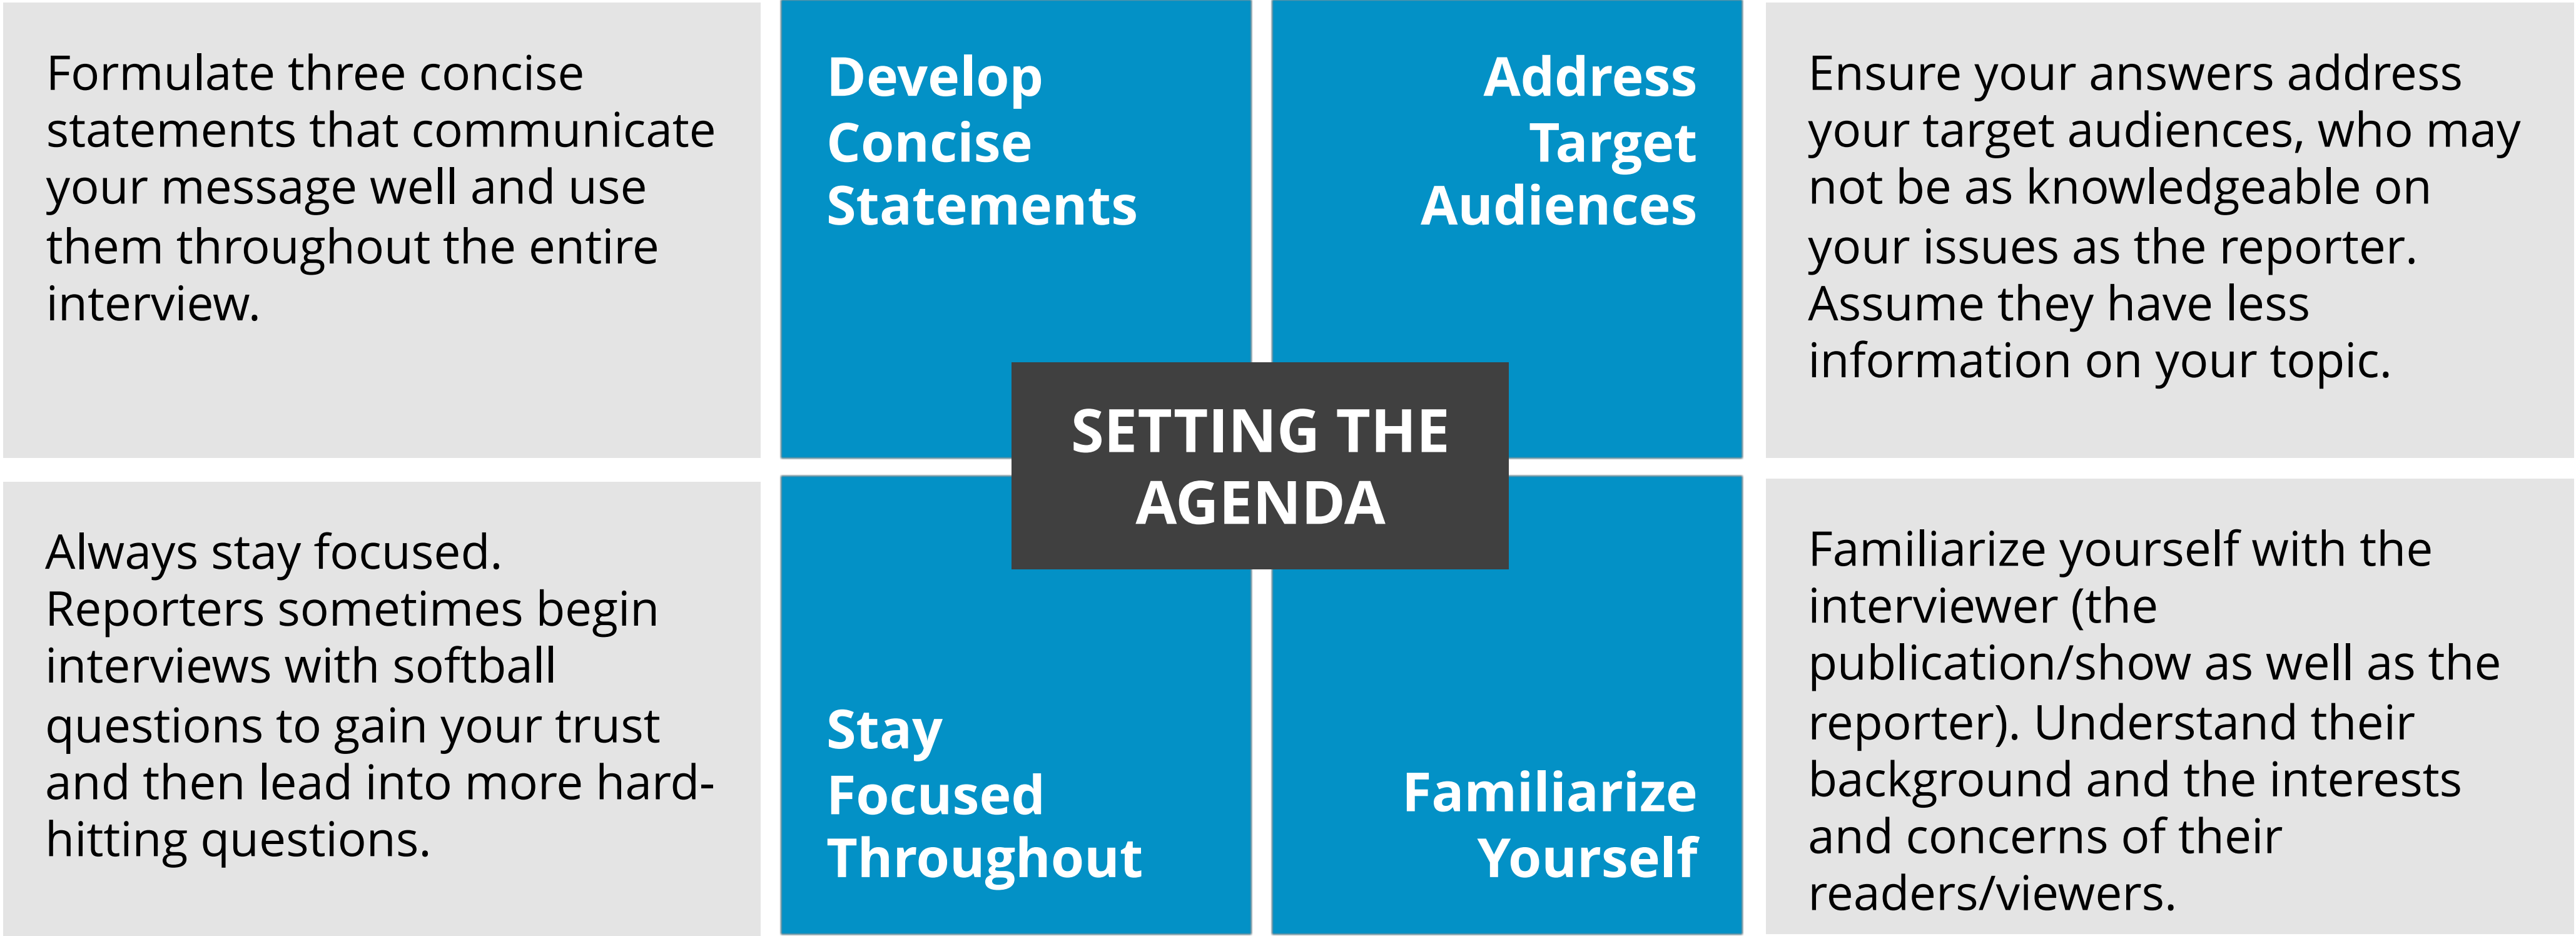 Formulate three concise
statements that communicate
your message well and use
them throughout the entire
interview.
Develop
Concise
Statements
Address
Target
Audiences
Ensure your answers address
your target audiences, who may
not be as knowledgeable on
your issues as the reporter.
Assume they have less
information on your topic.
SETTING THE
AGENDA
Always stay focused.
Reporters sometimes begin
interviews with softball
questions to gain your trust
and then lead into more hard-
hitting questions.
Stay
Focused
Throughout
Familiarize
Yourself
Familiarize yourself with the
interviewer (the
publication/show as well as the
reporter). Understand their
background and the interests
and concerns of their
readers/viewers.